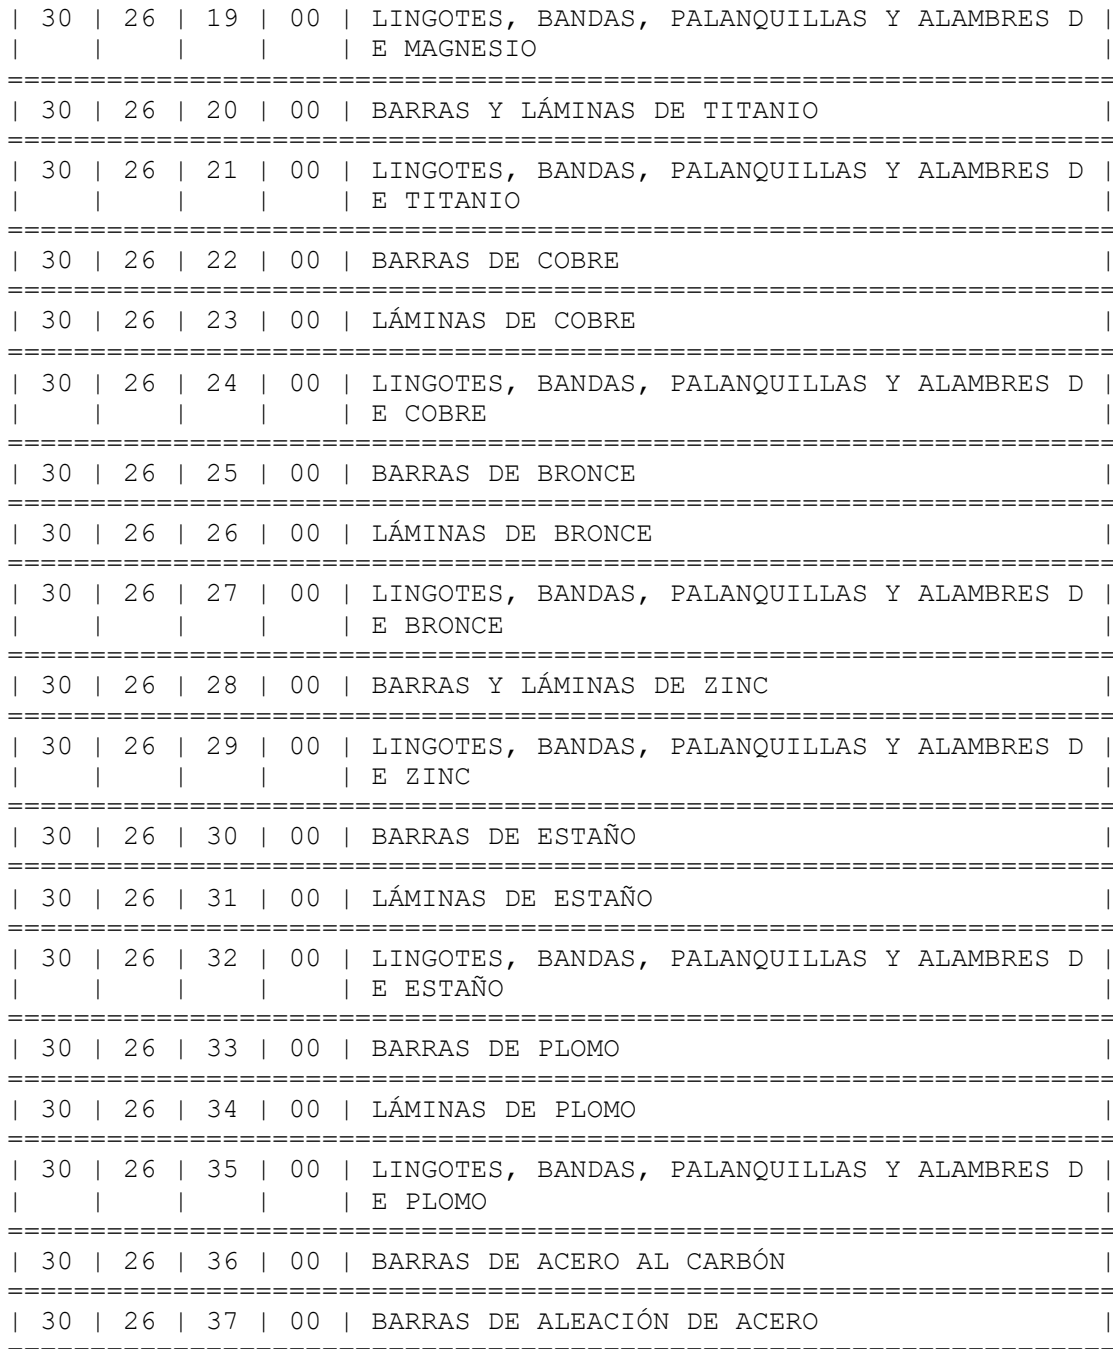 | 30 | 26 | 19 | 00 | LINGOTES, BANDAS, PALANQUILLAS Y ALAMBRES D |
|    |    |    |    | E MAGNESIO                                  |
===================================================================
| 30 | 26 | 20 | 00 | BARRAS Y LÁMINAS DE TITANIO                 |
===================================================================
| 30 | 26 | 21 | 00 | LINGOTES, BANDAS, PALANQUILLAS Y ALAMBRES D |
|    |    |    |    | E TITANIO                                   |
===================================================================
| 30 | 26 | 22 | 00 | BARRAS DE COBRE                             |
===================================================================
| 30 | 26 | 23 | 00 | LÁMINAS DE COBRE                            |
===================================================================
| 30 | 26 | 24 | 00 | LINGOTES, BANDAS, PALANQUILLAS Y ALAMBRES D |
|    |    |    |    | E COBRE                                     |
===================================================================
| 30 | 26 | 25 | 00 | BARRAS DE BRONCE                            |
===================================================================
| 30 | 26 | 26 | 00 | LÁMINAS DE BRONCE                           |
===================================================================
| 30 | 26 | 27 | 00 | LINGOTES, BANDAS, PALANQUILLAS Y ALAMBRES D |
|    |    |    |    | E BRONCE                                    |
===================================================================
| 30 | 26 | 28 | 00 | BARRAS Y LÁMINAS DE ZINC                    |
===================================================================
| 30 | 26 | 29 | 00 | LINGOTES, BANDAS, PALANQUILLAS Y ALAMBRES D |
|    |    |    |    | E ZINC                                      |
===================================================================
| 30 | 26 | 30 | 00 | BARRAS DE ESTAÑO                            |
===================================================================
| 30 | 26 | 31 | 00 | LÁMINAS DE ESTAÑO                           |
===================================================================
| 30 | 26 | 32 | 00 | LINGOTES, BANDAS, PALANQUILLAS Y ALAMBRES D |
|    |    |    |    | E ESTAÑO                                    |
===================================================================
| 30 | 26 | 33 | 00 | BARRAS DE PLOMO                             |
===================================================================
| 30 | 26 | 34 | 00 | LÁMINAS DE PLOMO                            |
===================================================================
| 30 | 26 | 35 | 00 | LINGOTES, BANDAS, PALANQUILLAS Y ALAMBRES D |
|    |    |    |    | E PLOMO                                     |
===================================================================
| 30 | 26 | 36 | 00 | BARRAS DE ACERO AL CARBÓN                   |
===================================================================
| 30 | 26 | 37 | 00 | BARRAS DE ALEACIÓN DE ACERO                 |
===================================================================